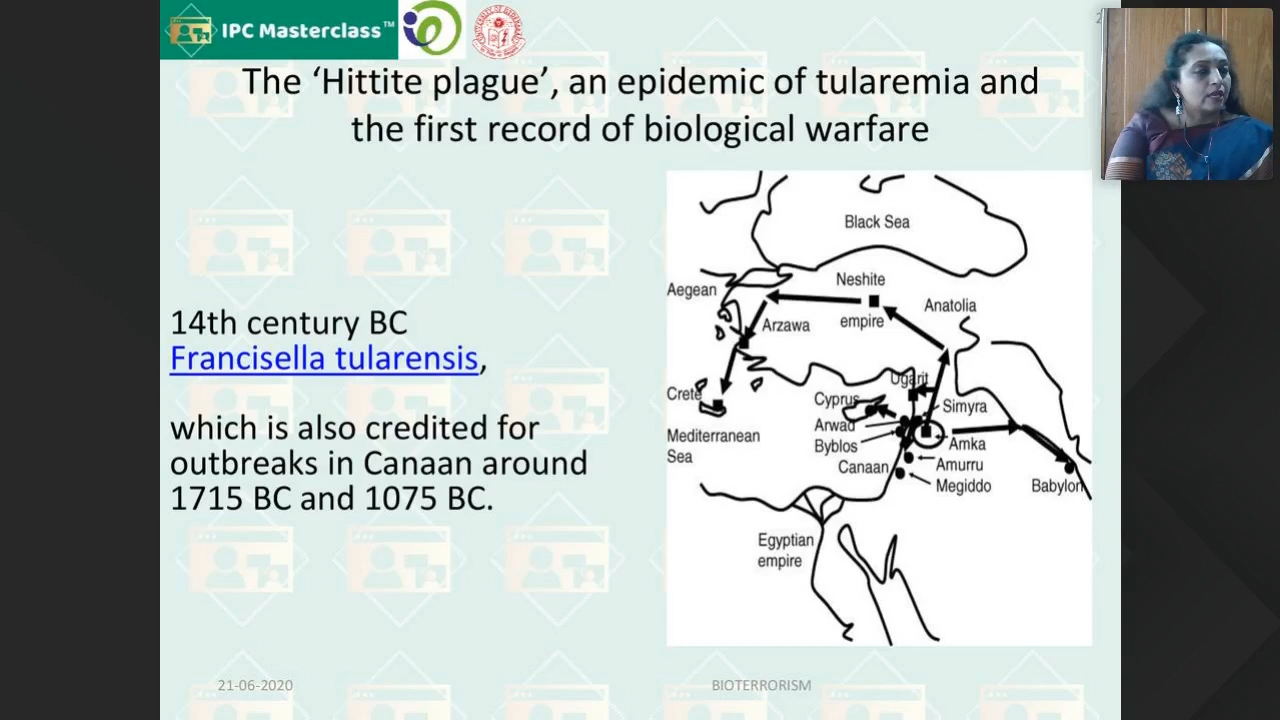 IPC Masterclass™
The ‘Hittite plague’, an epidemic of tularemia and
the first record of biological warfare
14th century BC
Francisella tularensis,
which is also credited for
outbreaks in Canaan around
1715 BC and 1075 BC.
Black Sea
Aegean
Neshite
empire
Anatolia
Arzawa
Ugarit
Crete
Cyprus
Simyra
Mediterranean
Sea
Arwad
Byblos
Amka
Canaan
Amurru
Megiddo
Babylon
Egyptian
empire
21-06-2020
BIOTERRORISM